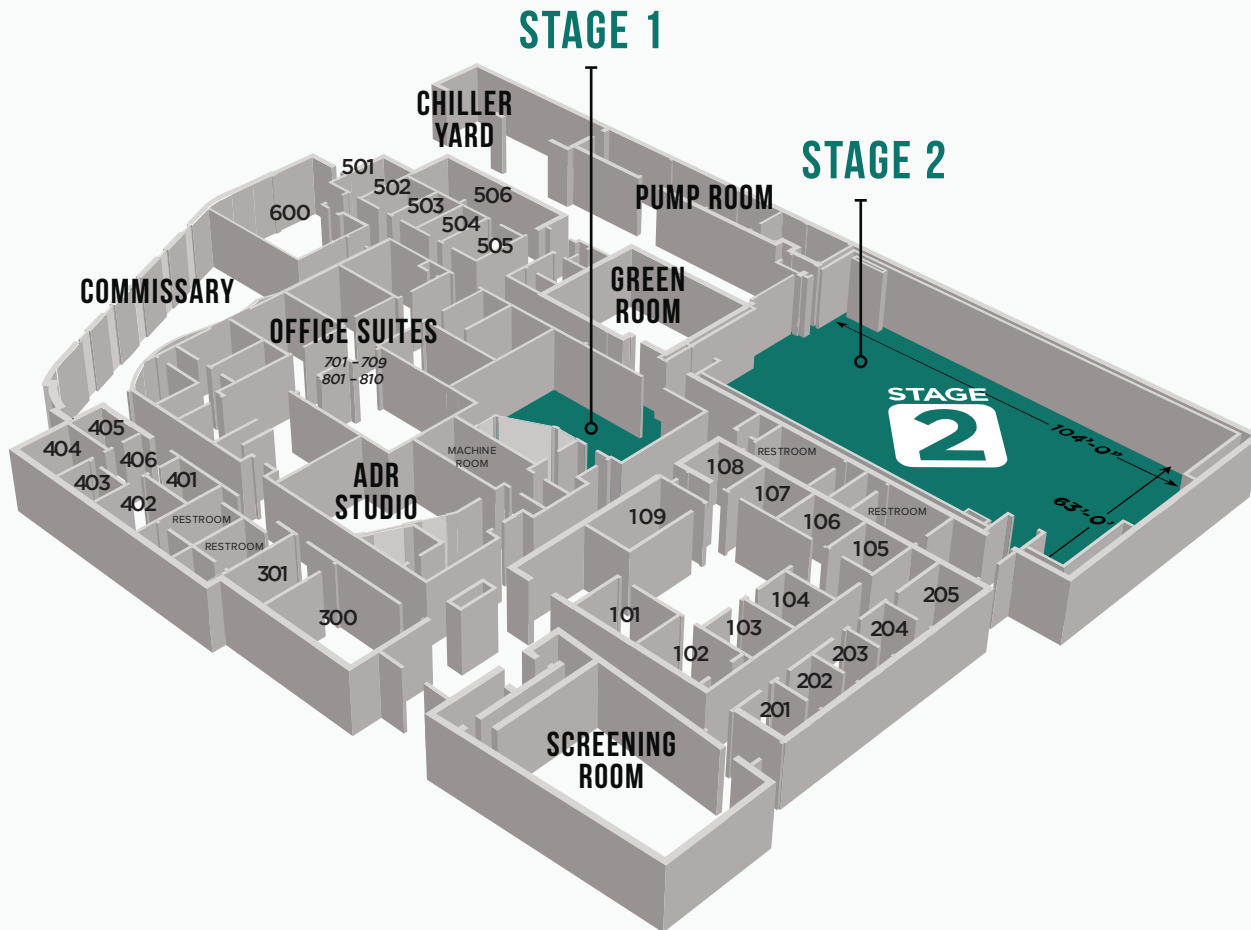 STAGE 1
CHILLER
YARD
STAGE 2
PUMP ROOM
501
502
503
504
505
506
600
GREEN
ROOM
COMMISSARY
OFFICE SUITES
701 - 709
801 - 810
STAGE
2
104'-0"
63'-0'
MACHINE
ROOM
ADR
STUDIO
405
404
406
403
401
402
RESTROOM
RESTROOM
301
300
RESTROOM
108
107
106
105
RESTROOM
109
101
102
103
104
205
204
203
202
201
SCREENING
ROOM